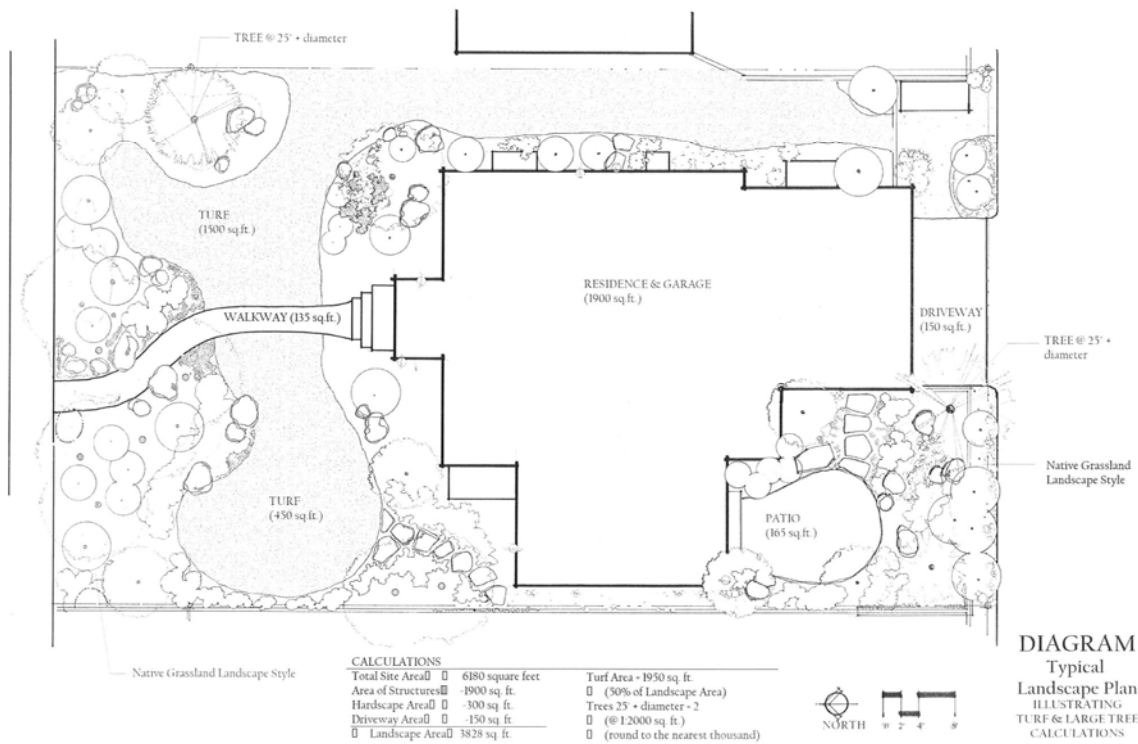 TREE @ 25' + diameter
TURF
(1500 sq.ft.)
RESIDENCE & GARAGE
(1900 sq.ft.)
WALKWAY (135 sq.ft.)
DRIVEWAY
(150 sq.ft.)
TREE @ 25' +
diameter
Native Grassland
Landscape Style
TURF
(450 sq.ft.)
PATIO
(165 sq.ft.)
Native Grassland Landscape Style
CALCULATIONS
Total Site Area 6180 square feet
Area of Structures -1900 sq. ft.
Hardscape Area -300 sq. ft.
Driveway Area -150 sq. ft.
Landscape Area 3828 sq. ft.
Turf Area - 1950 sq. ft.
(50% of Landscape Area)
Trees 25' + diameter - 2
(@ 1:2000 sq. ft.)
(round to the nearest thousand)
NORTH
'0' 2' 4' 8'
DIAGRAM
Typical
Landscape Plan
ILLUSTRATING
TURF & LARGE TREE
CALCULATIONS